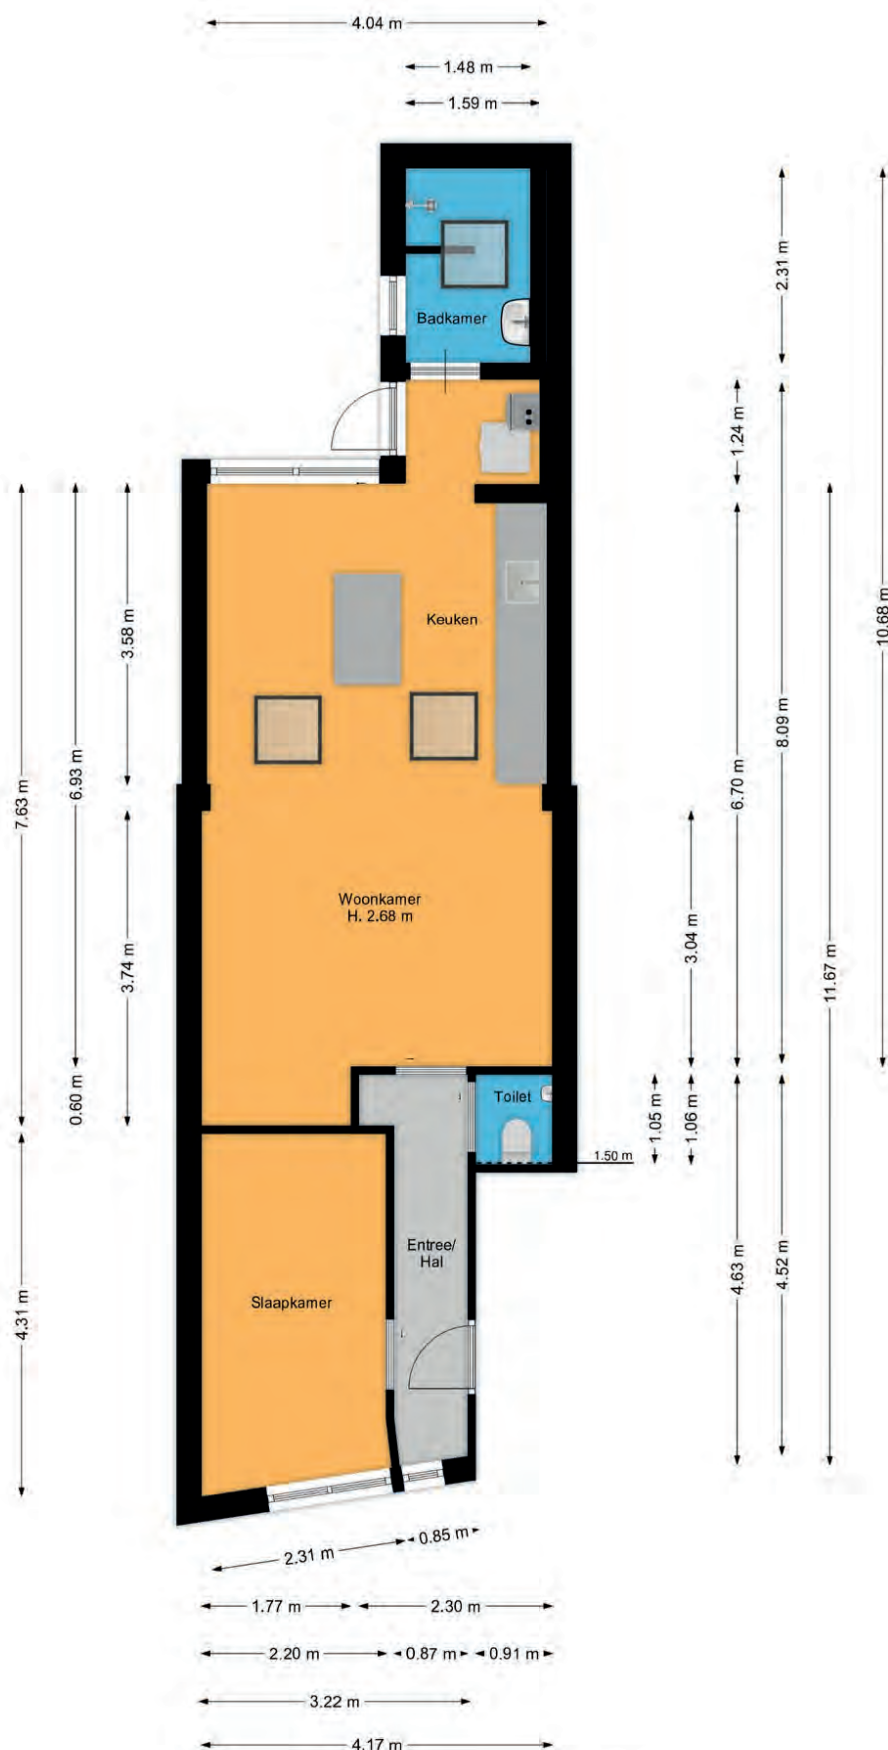 4.04 m
1.48 m
1.59 m
2.31 m
Badkamer
1.24 m
10.68 m
3.58 m
Keuken
8.09 m
6.93 m
7.63 m
6.70 m
Woonkamer
H. 2.68 m
3.04 m
3.74 m
11.67 m
0.60 m
Toilet
1.05 m
1.06 m
1.50 m
Entree/
Hal
4.63 m
4.52 m
Slaapkamer
4.31 m
0.85 m
2.31 m
1.77 m
2.30 m
2.20 m
0.87 m
0.91 m
3.22 m
4.17 m